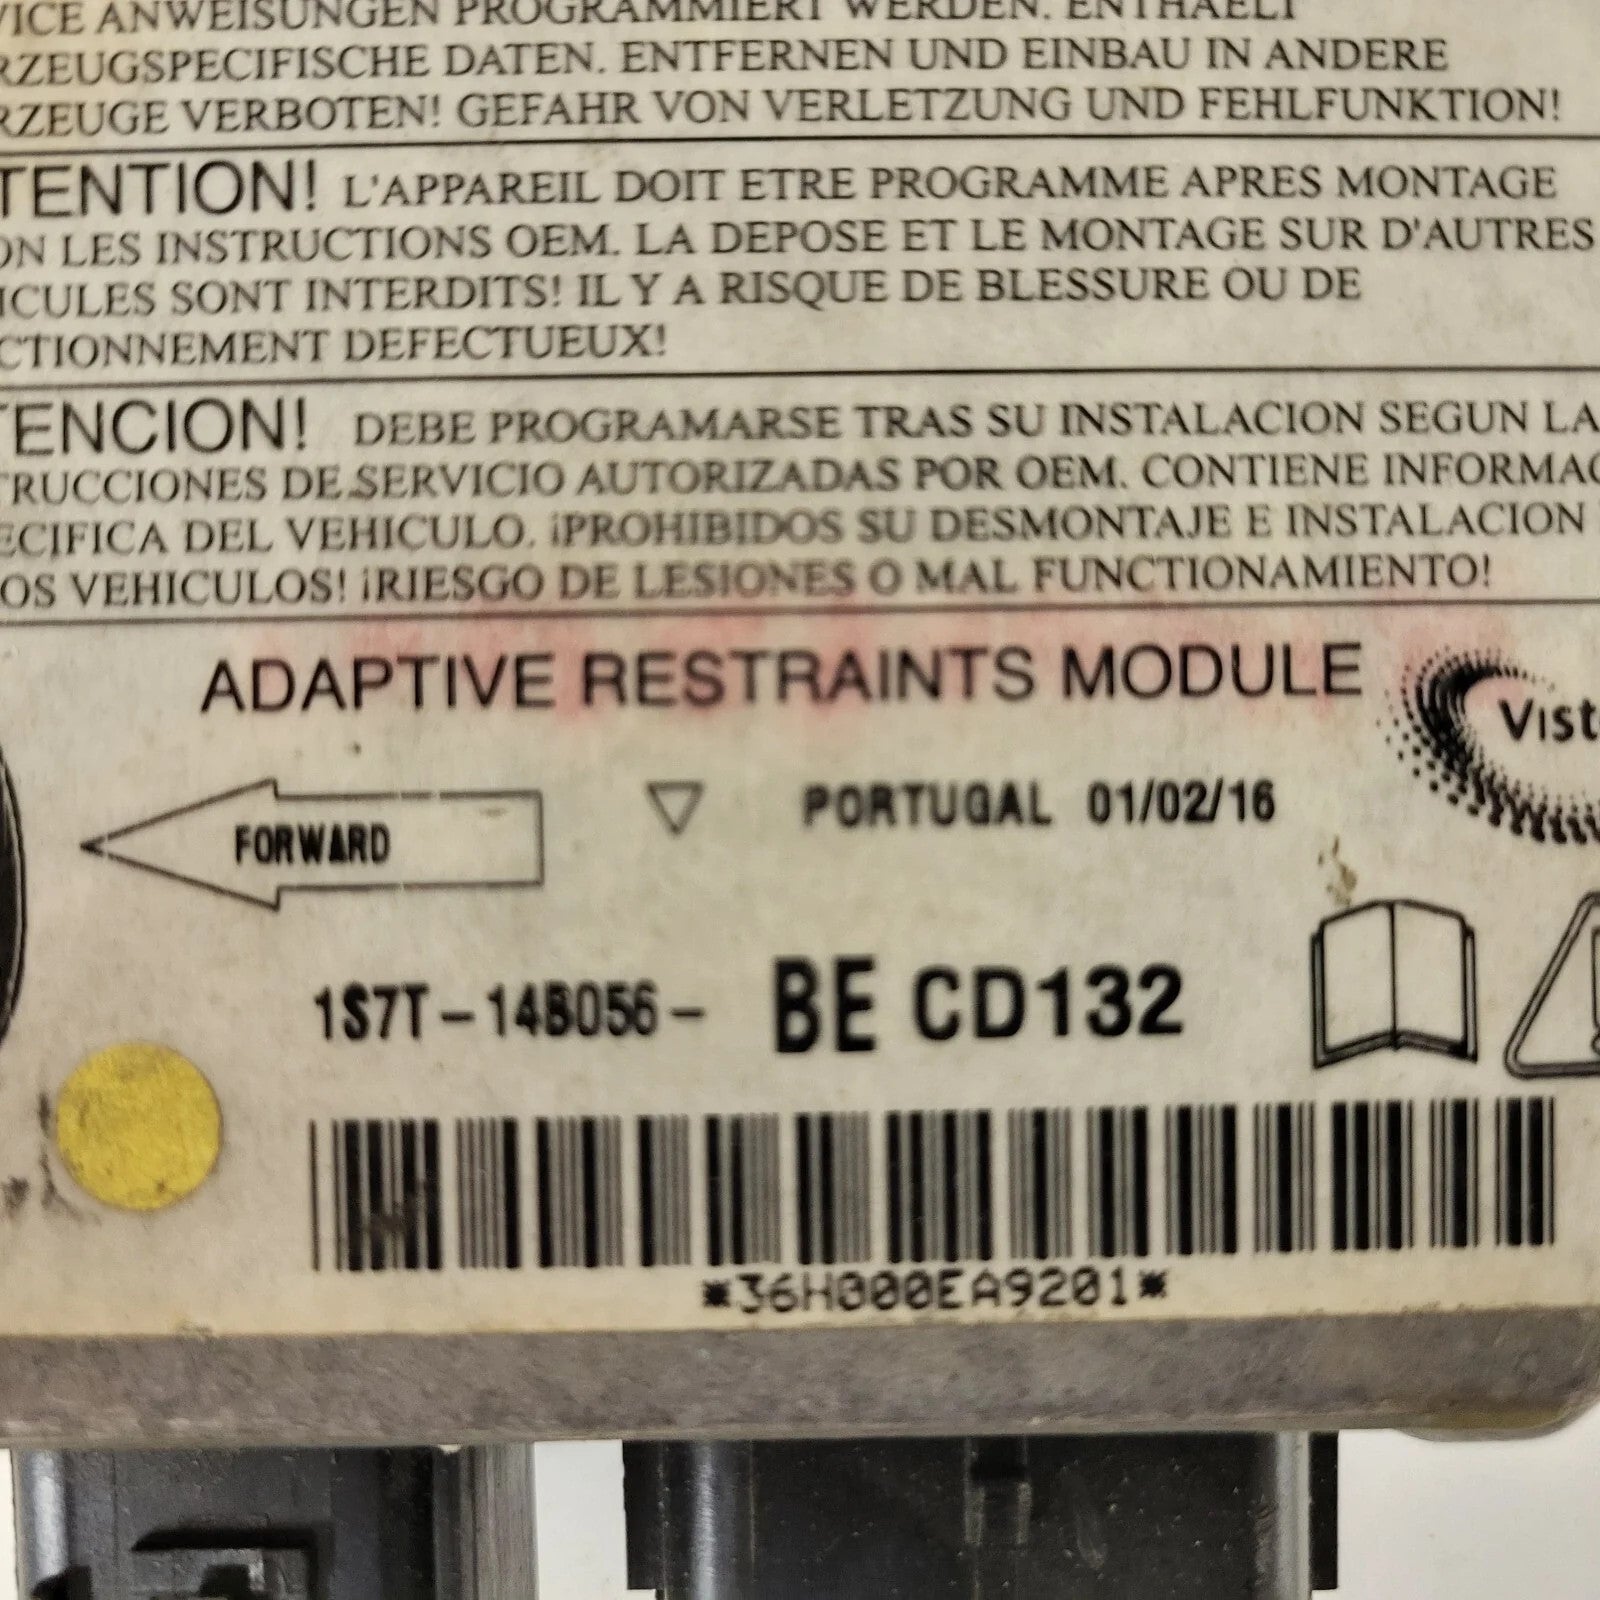 VICE ANWEISUNGEN PROGRAMMIERT WERDEN. ENTHAELT
RZEUGSPECIFISCHE DATEN. ENTFERNEN UND EINBAU IN ANDERE
RZEUGE VERBOTEN! GEFAHR VON VERLETZUNG UND FEHLFUNKTION!
TENTION! L'APPAREIL DOIT ETRE PROGRAMME APRES MONTAGE
ON LES INSTRUCTIONS OEM. LA DEPOSE ET LE MONTAGE SUR D'AUTRES
ICULES SONT INTERDITS! IL Y A RISQUE DE BLESSURE OU DE
CTIONNEMENT DEFECTUEUX!
TENCION! DEBE PROGRAMARSE TRAS SU INSTALACION SEGUN LA
TRUCCIONES DE SERVICIO AUTORIZADAS POR OEM. CONTIENE INFORMAC
ECIFICA DEL VEHICULO. ¡PROHIBIDOS SU DESMONTAJE E INSTALACION
OS VEHICULOS! ¡RIESGO DE LESIONES O MAL FUNCTIONAMIENTO!
ADAPTIVE RESTRAINTS MODULE
Vist
FORWARD
PORTUGAL 01/02/16
1S7T-14B056- BE CD132
*36H000EA9201*